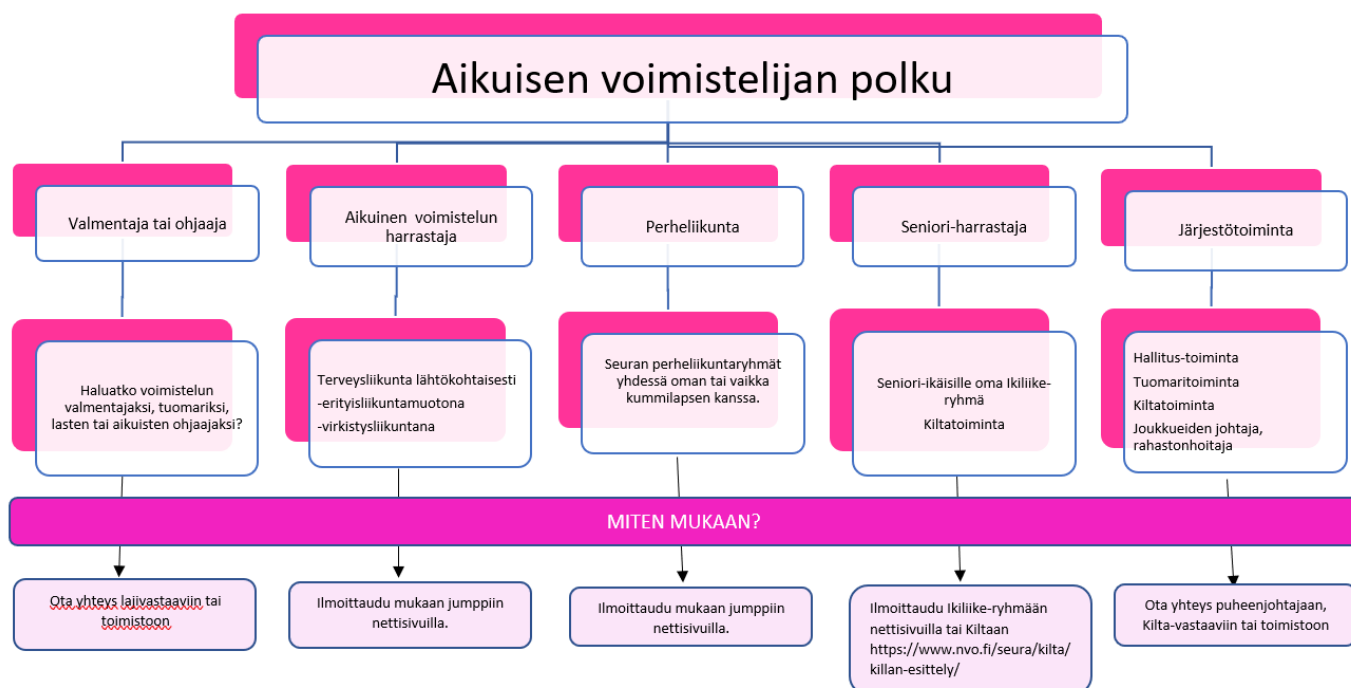 Aikuisen voimistelijan polku
Valmentaja tai ohjaaja
Aikuinen voimistelun
harrastaja
Perheliikunta
Seniori-harrastaja
Järjestötoiminta
Haluatko voimistelun
valmentajaksi, tuomariksi,
lasten tai aikuisten ohjaajaksi?
Terveysliikunta lähtökohtaisesti
-erityisliikuntamuotona
-virkistysliikuntana
Seuran perheliikuntaryhmät
yhdessä oman tai vaikka
kummilapsen kanssa.
Seniori-ikäisille oma Ikiliike-
ryhmä
Kiltatoiminta
Hallitus-toiminta
Tuomaritoiminta
Kiltatoiminta
Joukkueiden johtaja,
rahastonhoitaja
MITEN MUKAAN?
Ota yhteys lajivastaaviin tai
toimistoon
Ilmoittaudu mukaan jumppiin
nettisivuilla.
Ilmoittaudu mukaan jumppiin
nettisivuilla.
Ilmoittaudu Ikiliike-ryhmään
nettisivuilla tai Kiltaan
https://www.nvo.fi/seura/kilta/
killan-esittely/
Ota yhteys puheenjohtajaan,
Kilta-vastaaviin tai toimistoon